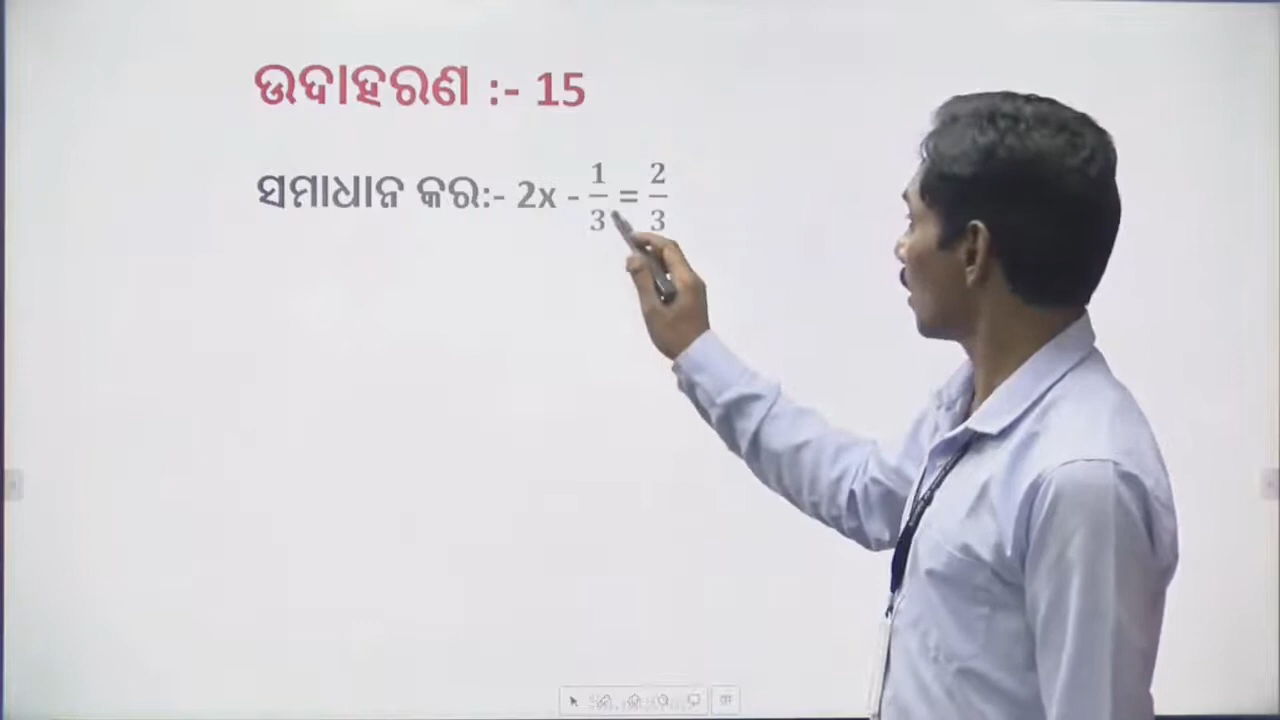 ଉଦାହରଣ :- 15
ସମାଧାନ କର:- 2x - 1/3 = 2/3